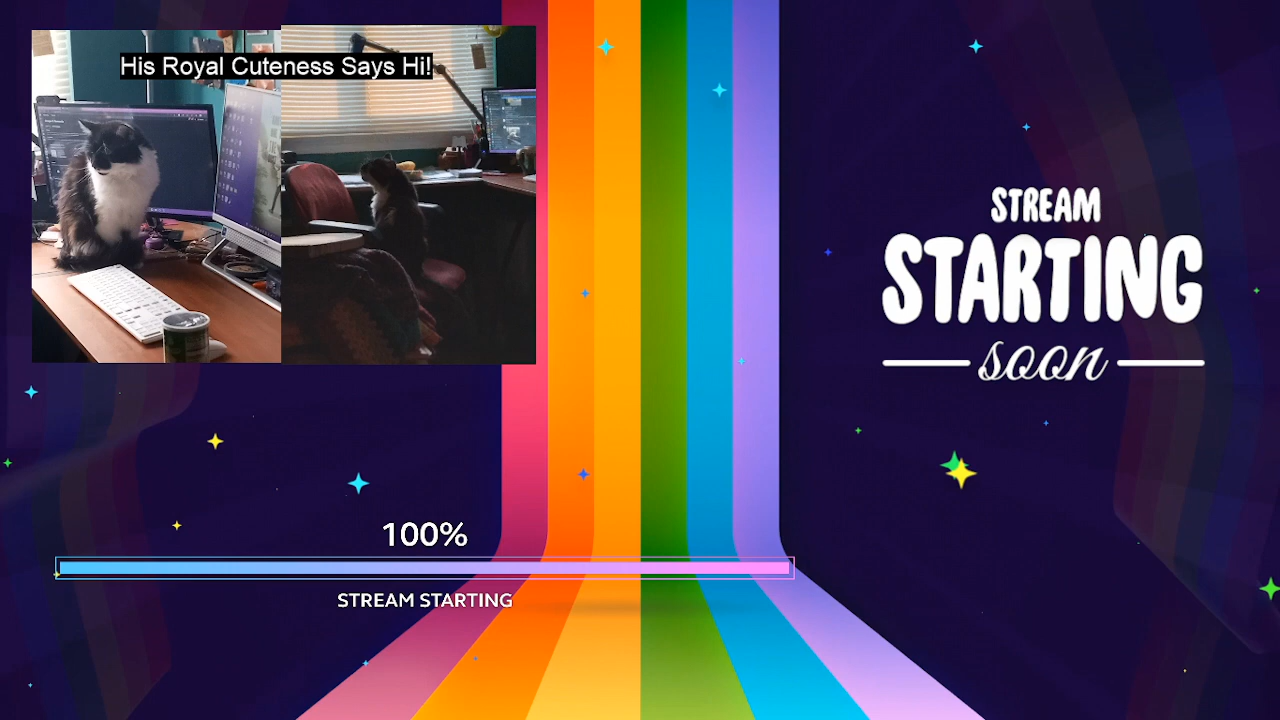 His Royal Cuteness Says Hi!
STREAM
STARTING
soon
100%
STREAM STARTING